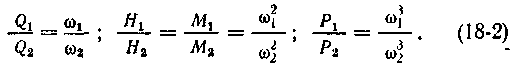 Q₁/Q₂ = ω₁/ω₂ ; H₁/H₂ = M₁/M₂ = ω₁²/ω₂² ; P₁/P₂ = ω₁³/ω₂³ . (18-2)